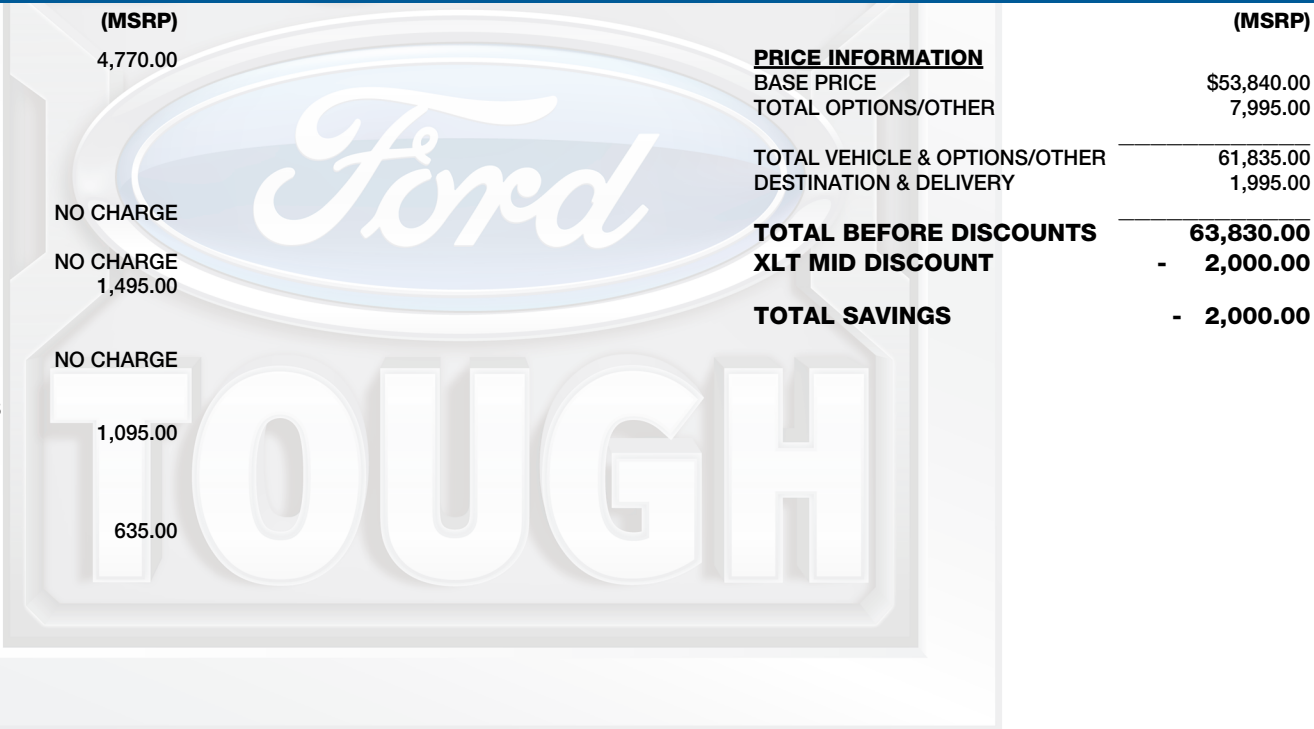 (MSRP)
4,770.00
NO CHARGE
NO CHARGE
1,495.00
NO CHARGE
1,095.00
635.00
Ford
TOUGH
(MSRP)
PRICE INFORMATION
BASE PRICE $53,840.00
TOTAL OPTIONS/OTHER 7,995.00
TOTAL VEHICLE & OPTIONS/OTHER 61,835.00
DESTINATION & DELIVERY 1,995.00
TOTAL BEFORE DISCOUNTS 63,830.00
XLT MID DISCOUNT - 2,000.00
TOTAL SAVINGS - 2,000.00